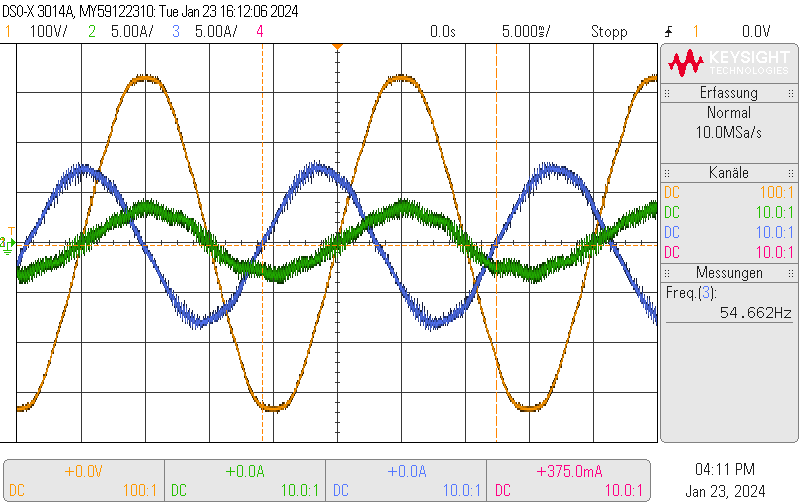 DSO-X 3014A, MY59122310: Tue Jan 23 16:12:06 2024
1 100V/ 2 5.00A/ 3 5.00A/ 4 0.0s 5.000ms/ Stopp 1 0.0V
KEYSIGHT
TECHNOLOGIES
Erfassung
Normal
10.0MSa/s
Kanäle
DC 100:1
DC 10.0:1
DC 10.0:1
DC 10.0:1
Messungen
Freq.(3):
54.662Hz
T
+0.0V +0.0A +0.0A +375.0mA
DC 100:1 DC 10.0:1 DC 10.0:1 DC 10.0:1
04:11 PM
Jan 23, 2024